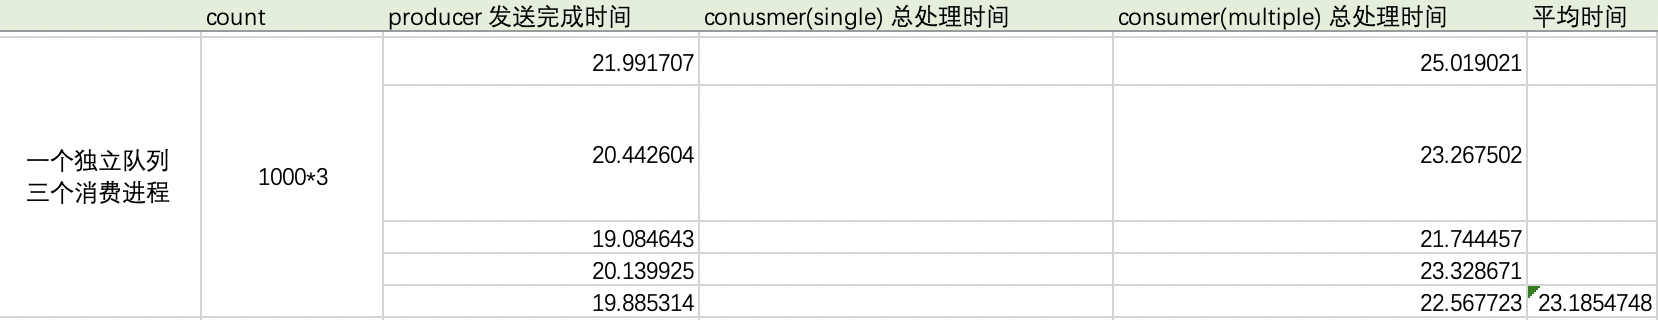 count
producer 发送完成时间
conusmer(single) 总处理时间
consumer(multiple) 总处理时间
平均时间
一个独立队列
三个消费进程
1000*3
21.991707
25.019021
20.442604
23.267502
19.084643
21.744457
20.139925
23.328671
19.885314
22.567723
23.1854748